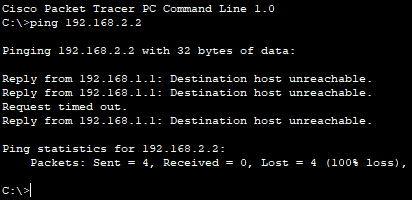 Cisco Packet Tracer PC Command Line 1.0
C:\>ping 192.168.2.2
Pinging 192.168.2.2 with 32 bytes of data:
Reply from 192.168.1.1: Destination host unreachable.
Reply from 192.168.1.1: Destination host unreachable.
Request timed out.
Reply from 192.168.1.1: Destination host unreachable.
Ping statistics for 192.168.2.2:
    Packets: Sent = 4, Received = 0, Lost = 4 (100% loss),
C:\>